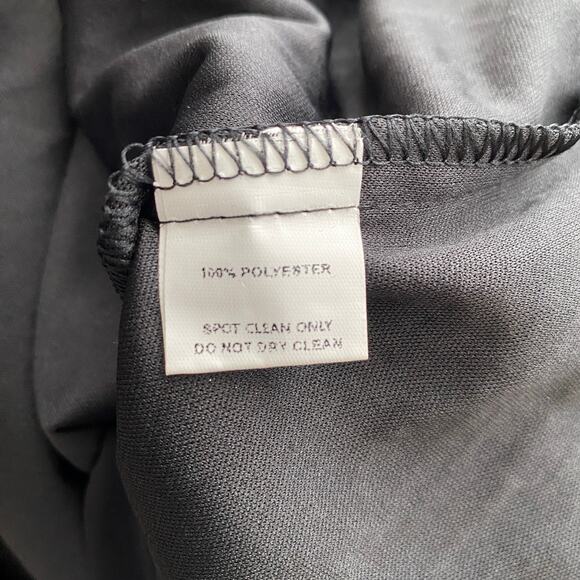 100% POLYESTER
SPOT CLEAN ONLY
DO NOT DRY CLEAN